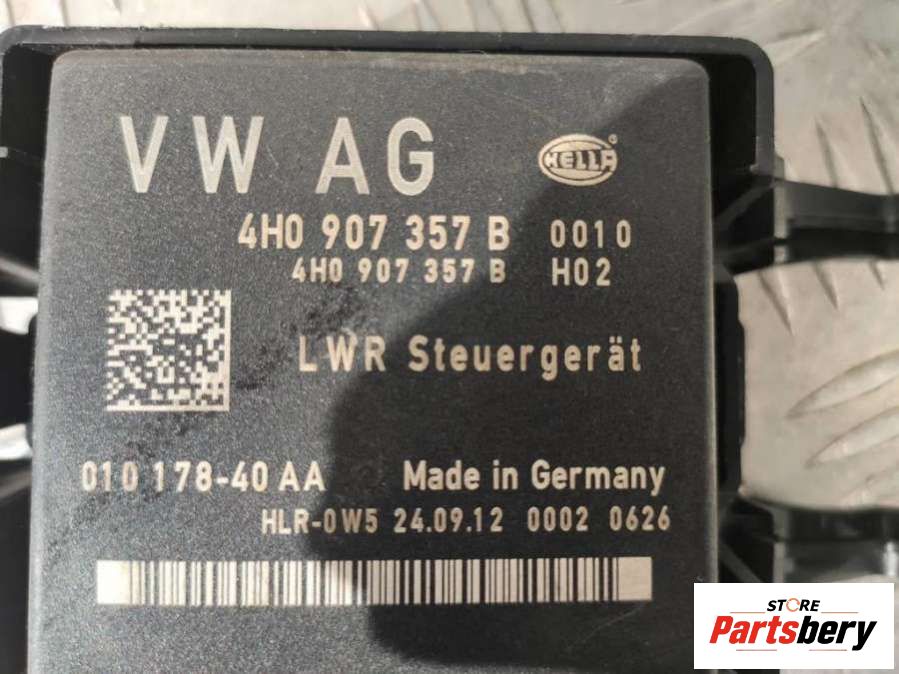 VW AG HELLA
4H0 907 357 B 0010
4H0 907 357 B H02
LWR Steuergerät
010 178-40 AA Made in Germany
HLR-0W5 24.09.12 0002 0626
STORE
Partsbery